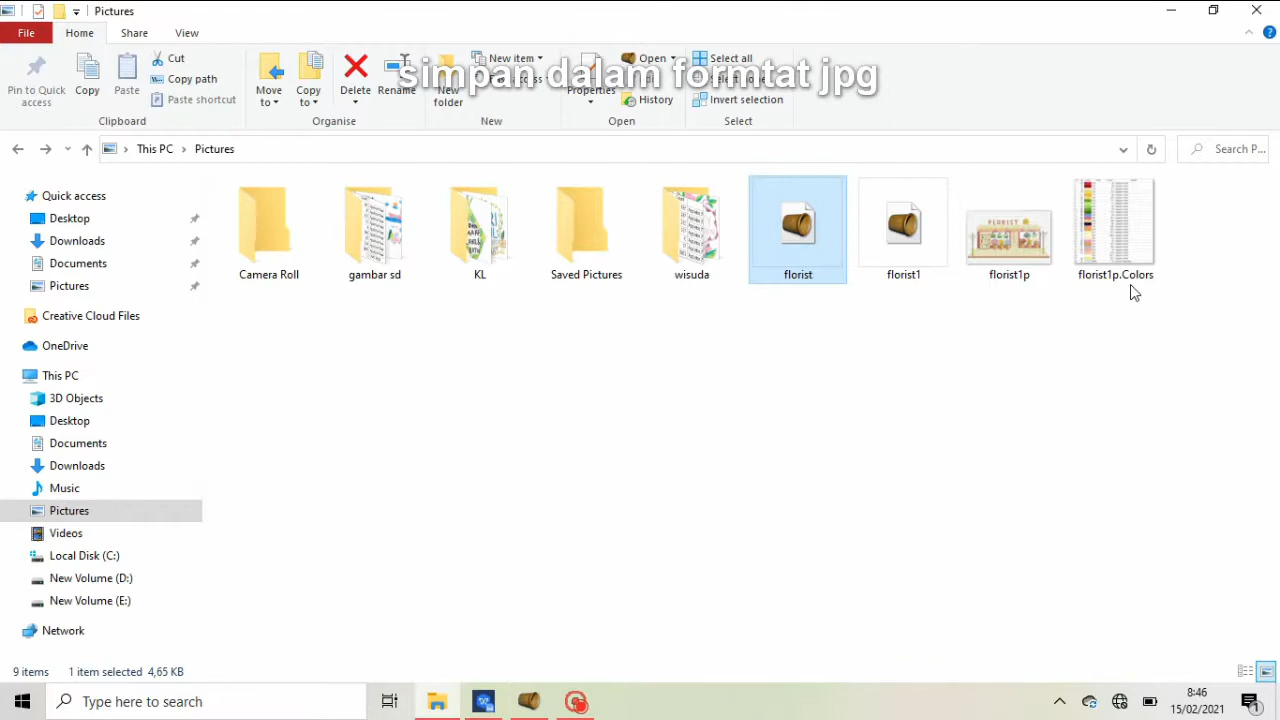 Pictures
File
Home
Share
View
simpan dalam formtat jpg
Pin to Quick access
Copy
Paste
Cut
Copy path
Paste shortcut
Move to
Copy to
Delete
Rename
New folder
New item
Properties
Open
History
Select all
Invert selection
Clipboard
Organise
New
Open
Select
This PC
Pictures
Search P...
Quick access
Desktop
Downloads
Documents
Pictures
Creative Cloud Files
OneDrive
This PC
3D Objects
Desktop
Documents
Downloads
Music
Pictures
Videos
Local Disk (C:)
New Volume (D:)
New Volume (E:)
Network
Camera Roll
gambar sd
KL
Saved Pictures
wisuda
florist
florist1
FLORIST
florist1p
florist1p.Colors
9 items
1 item selected 4,65 KB
Type here to search
8:46
15/02/2021
1